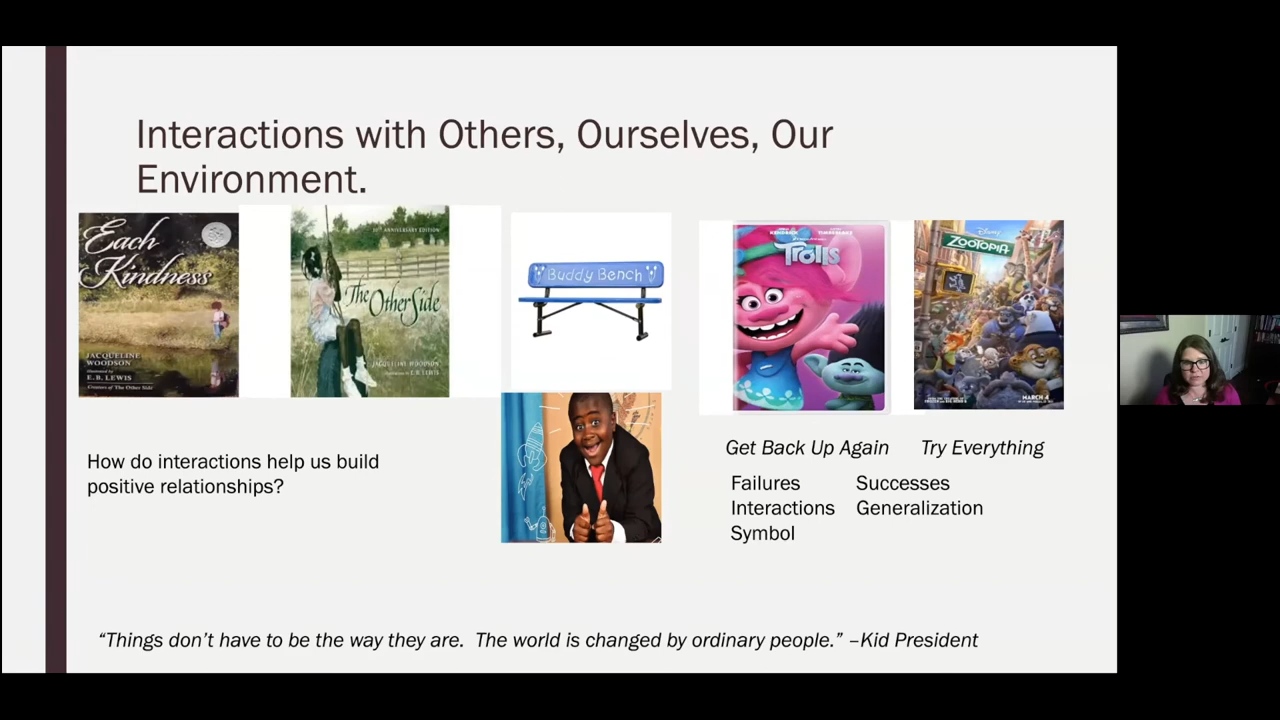 Interactions with Others, Ourselves, Our
Environment.
Each
Kindness
JACQUELINE
WOODSON
E.B. LEWIS
ANNIVERSARY EDITION
The Other Side
JACQUELINE WOODSON
Buddy Bench
Trolls
Disney
ZOOTOPIA
MARCH 4
How do interactions help us build
positive relationships?
Get Back Up Again Try Everything
Failures Successes
Interactions Generalization
Symbol
“Things don’t have to be the way they are. The world is changed by ordinary people.” –Kid President